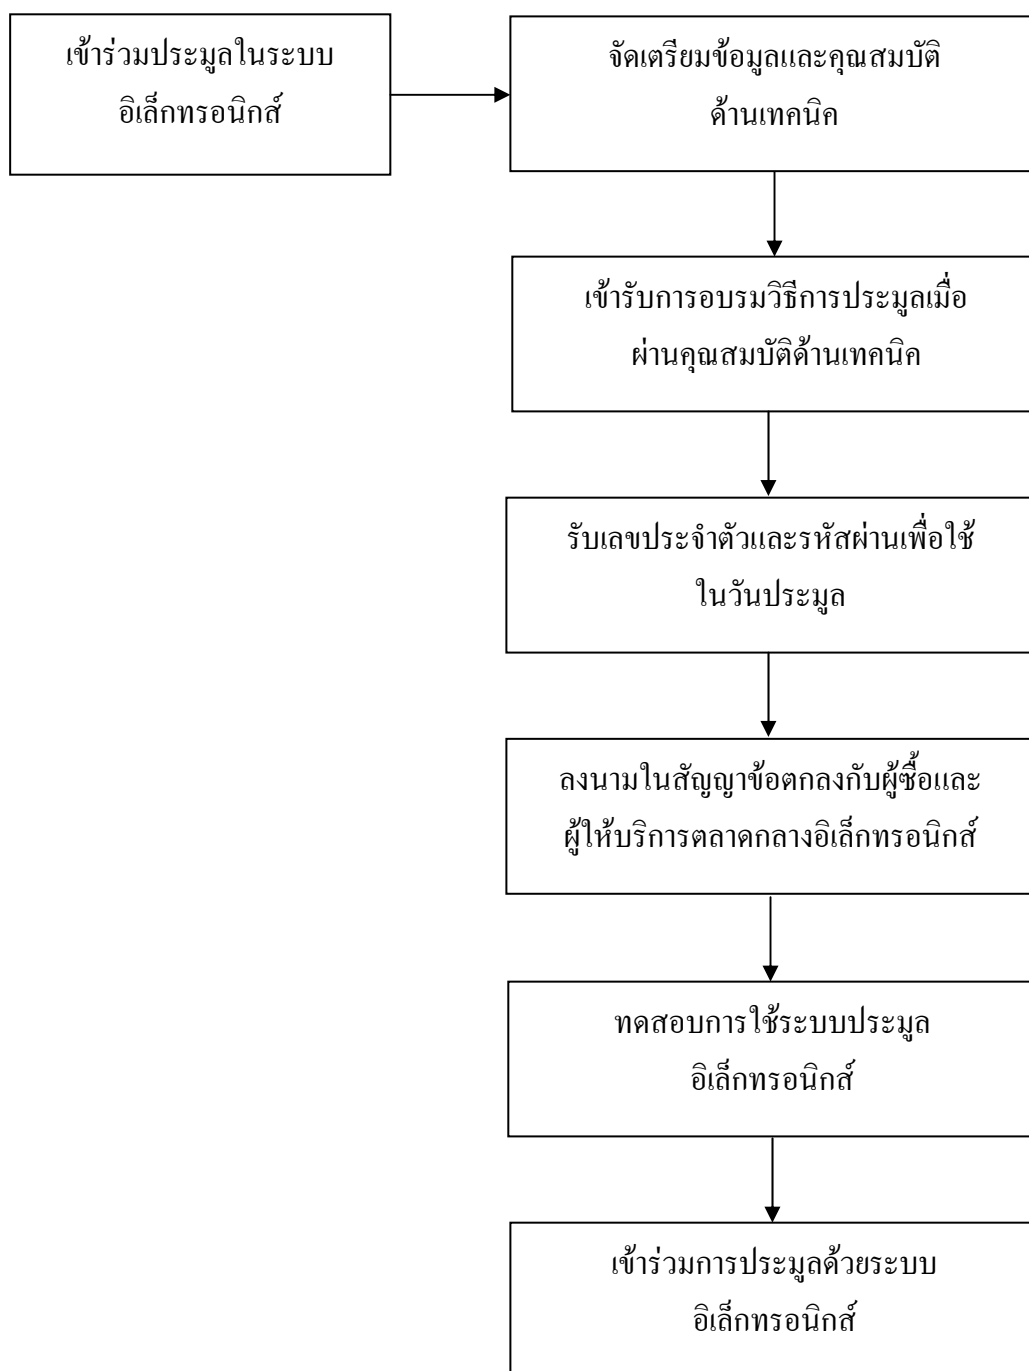 เข้าร่วมประมูลในระบบ
อิเล็กทรอนิกส์
จัดเตรียมข้อมูลและคุณสมบัติ
ด้านเทคนิค
เข้ารับการอบรมวิธีการประมูลเมื่อ
ผ่านคุณสมบัติด้านเทคนิค
รับเลขประจำตัวและรหัสผ่านเพื่อใช้
ในวันประมูล
ลงนามในสัญญาข้อตกลงกับผู้ซื้อและ
ผู้ให้บริการตลาดกลางอิเล็กทรอนิกส์
ทดสอบการใช้ระบบประมูล
อิเล็กทรอนิกส์
เข้าร่วมการประมูลด้วยระบบ
อิเล็กทรอนิกส์